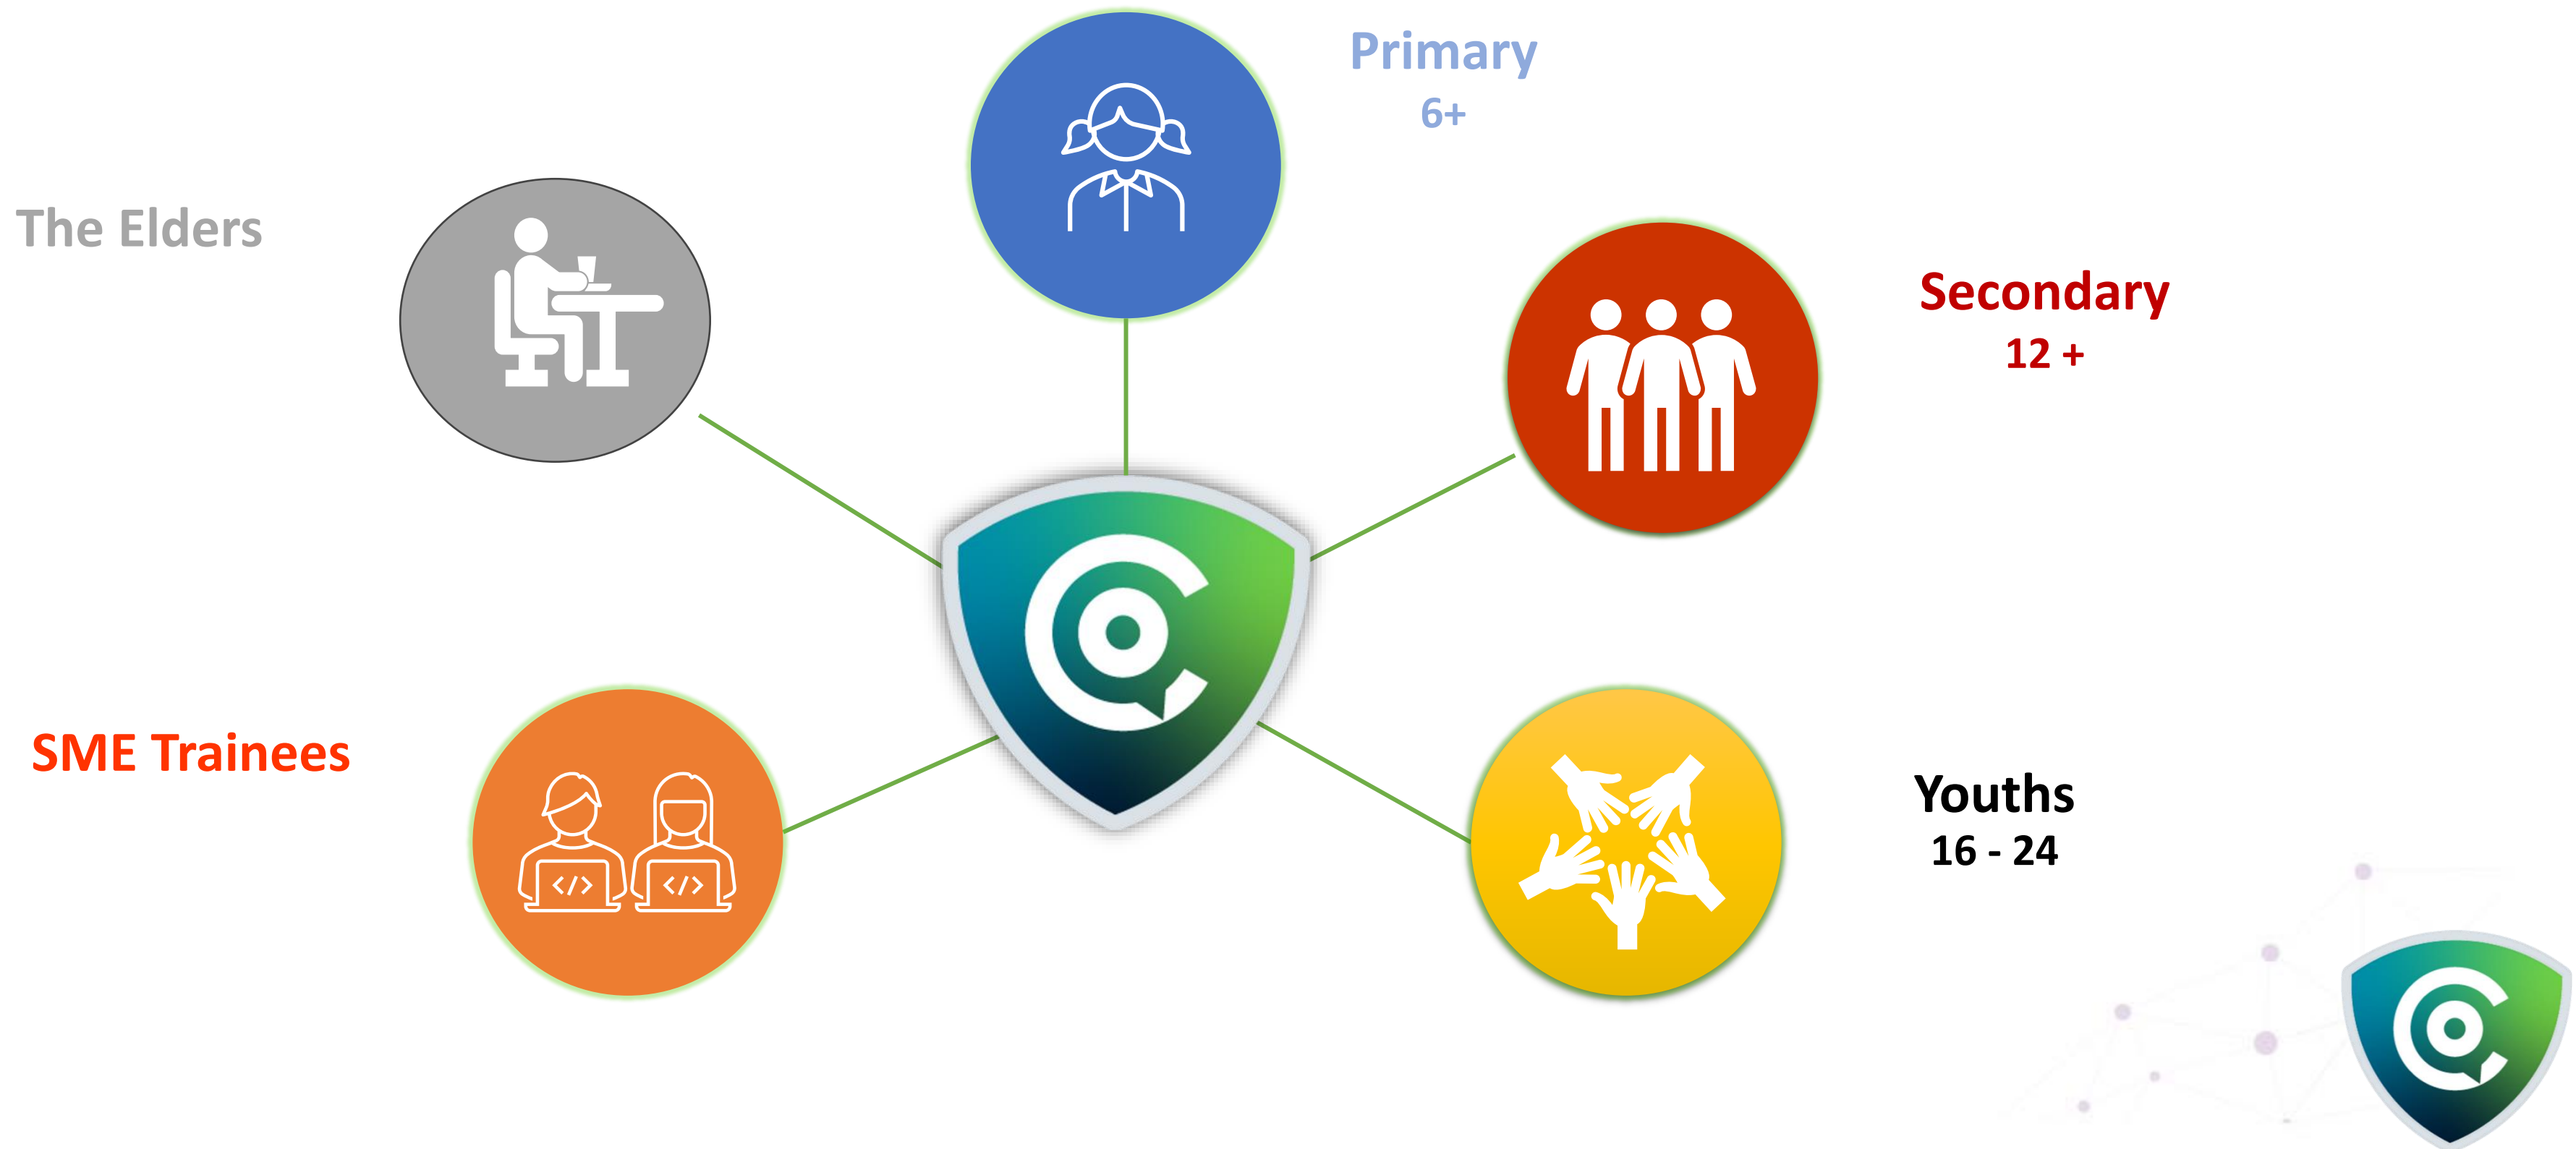 Primary
6+
The Elders
Secondary
12 +
SME Trainees
</>
</>
Youths
16 - 24